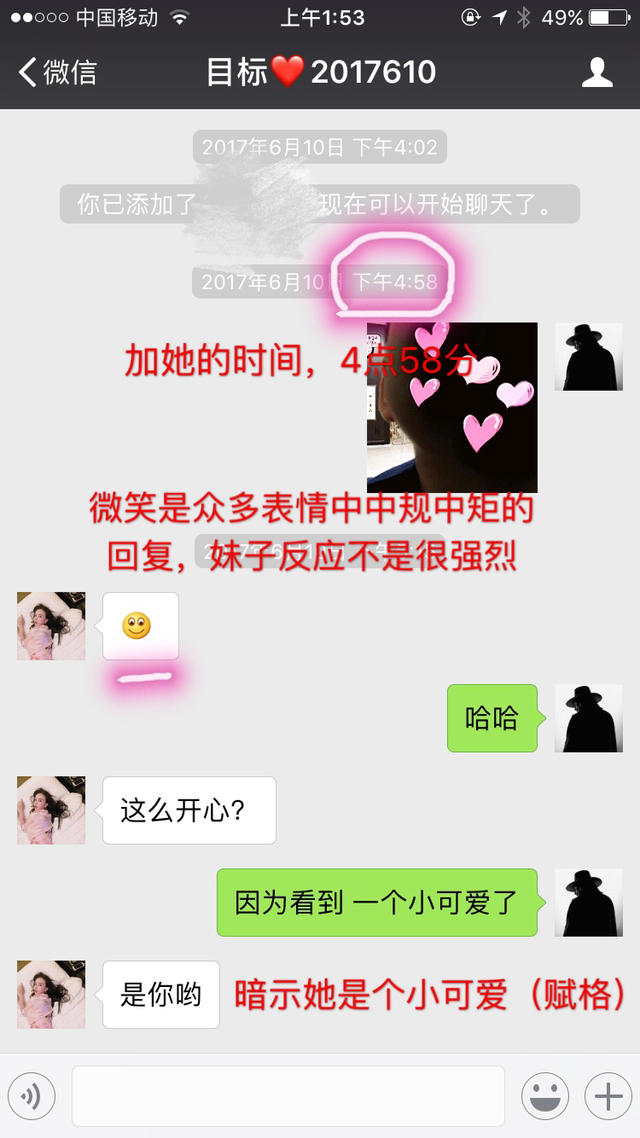 中国移动 上午1:53 49%
微信 目标❤️2017610
2017年6月10日 下午4:02
你已添加了 现在可以开始聊天了。
2017年6月10日 下午4:58
加她的时间，4点58分
微笑是众多表情中中规中矩的
回复，妹子反应不是很强烈
哈哈
这么开心？
因为看到 一个小可爱了
是你哟
暗示她是个小可爱（赋格）